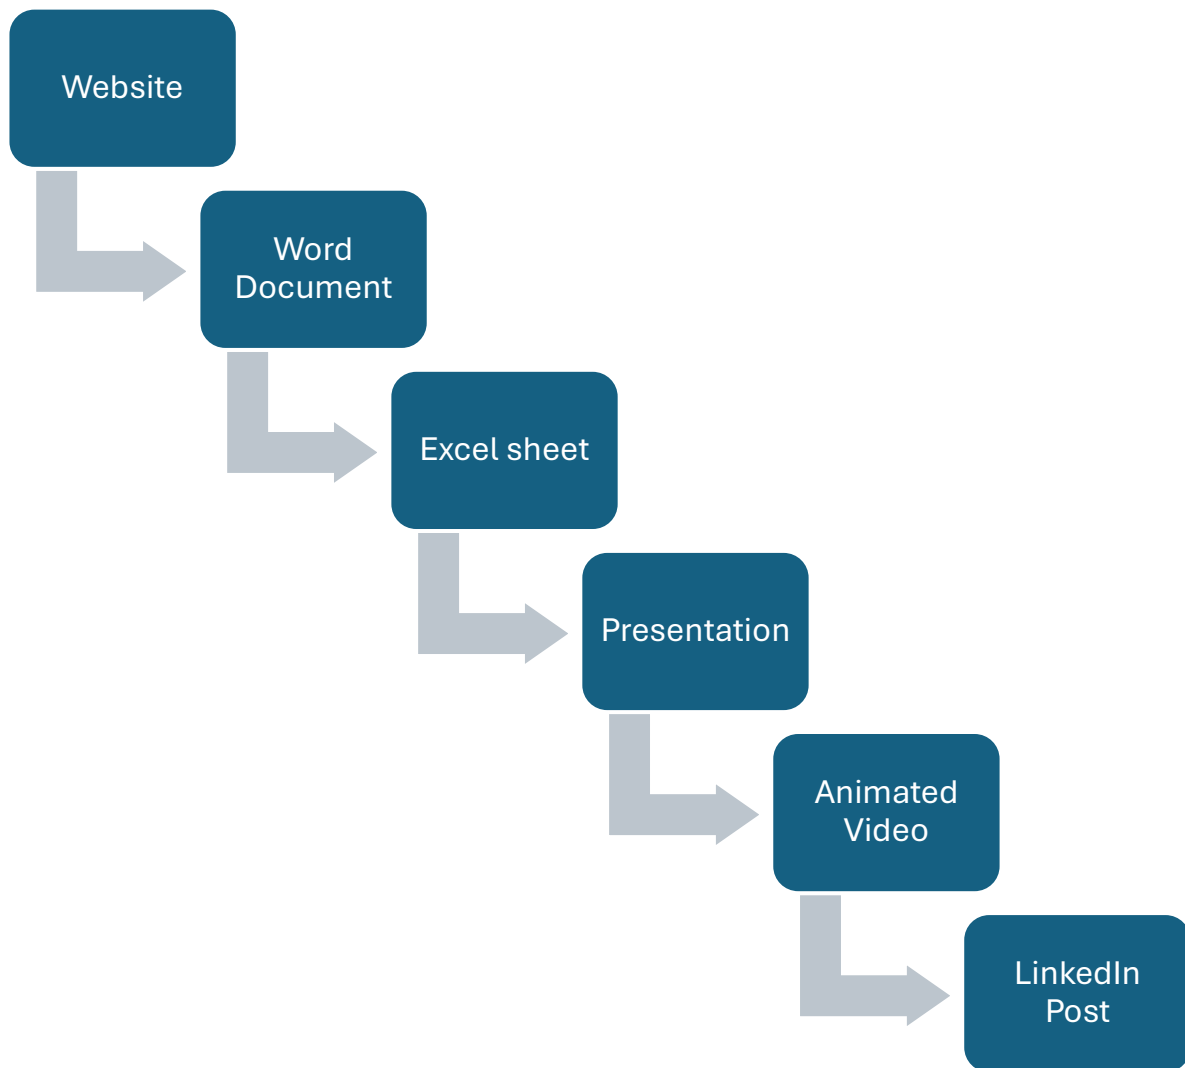 Website
Word
Document
Excel sheet
Presentation
Animated
Video
LinkedIn
Post